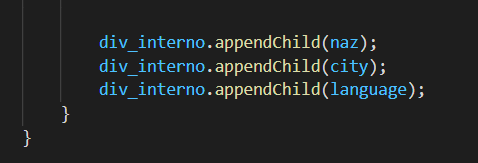 div_interno.appendChild(naz);
div_interno.appendChild(city);
div_interno.appendChild(language);
}
}